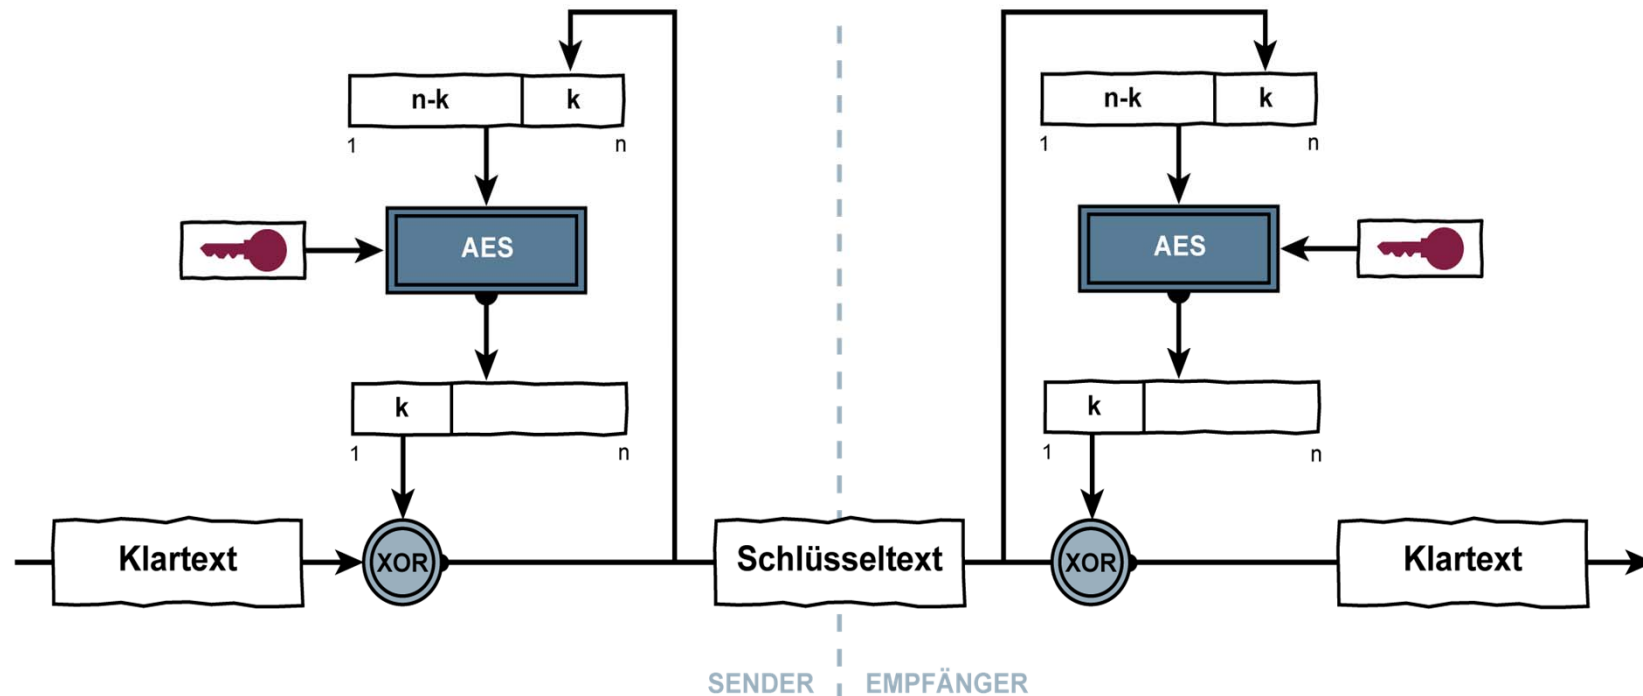 n-k k n-k k
1 n 1 n
AES AES
k k
1 n 1 n
Klartext XOR Schlüsseltext XOR Klartext
SENDER EMPFÄNGER